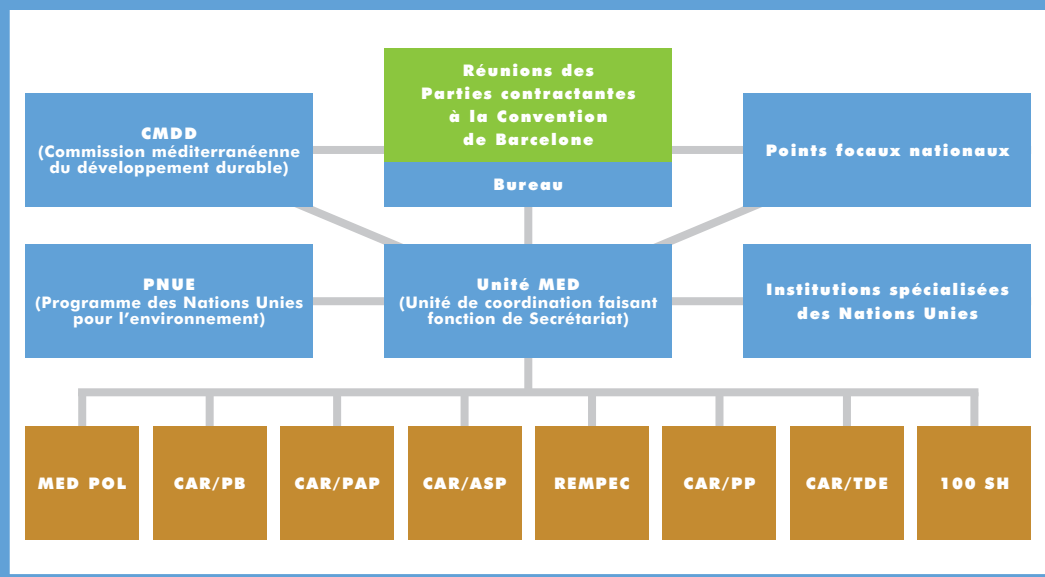 Réunions des
Parties contractantes
à la Convention
de Barcelone
Bureau
CMDD
(Commission méditerranéenne
du développement durable)
Points focaux nationaux
PNUE
(Programme des Nations Unies
pour l’environnement)
Unité MED
(Unité de coordination faisant
fonction de Secrétariat)
Institutions spécialisées
des Nations Unies
MED POL
CAR/PB
CAR/PAP
CAR/ASP
REMPEC
CAR/PP
CAR/TDE
100 SH